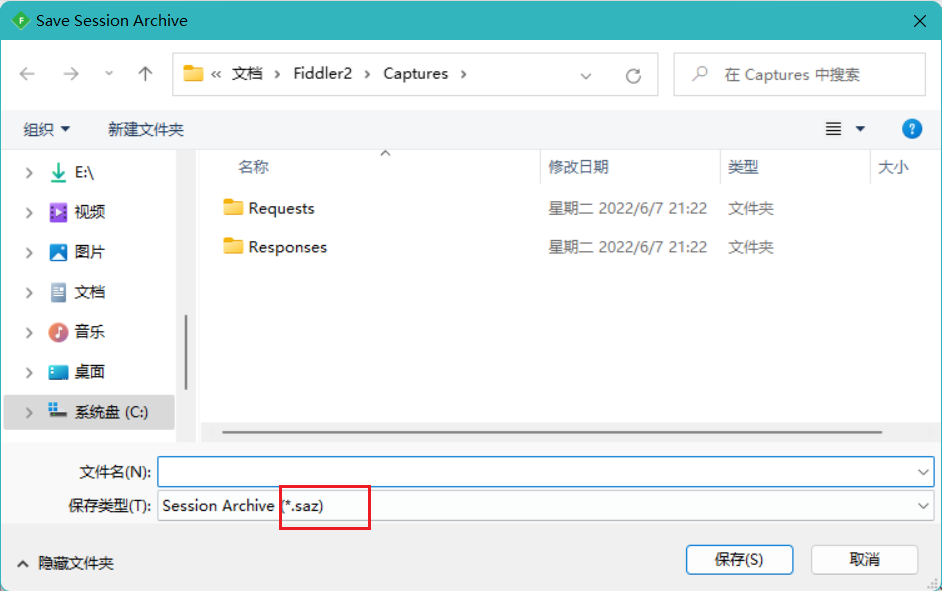 Save Session Archive
« 文档 › Fiddler2 › Captures ›
在 Captures 中搜索
组织
新建文件夹
名称
修改日期
类型
大小
E:\
视频
图片
文档
音乐
桌面
系统盘 (C:)
Requests 星期二 2022/6/7 21:22 文件夹
Responses 星期二 2022/6/7 21:22 文件夹
文件名(N):
保存类型(T): Session Archive (*.saz)
隐藏文件夹
保存(S)
取消